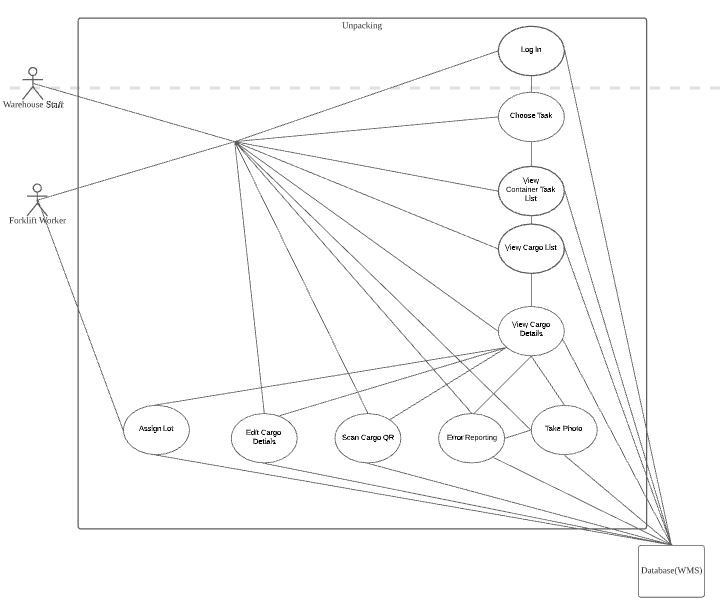 Unpacking
Log In
Warehouse Staff
Choose Task
View
Container Task
List
Forklift Worker
View Cargo List
View Cargo
Details
Assign Lot
Edit Cargo
Detials
Scan Cargo QR
Error Reporting
Take Photo
Database(WMS)